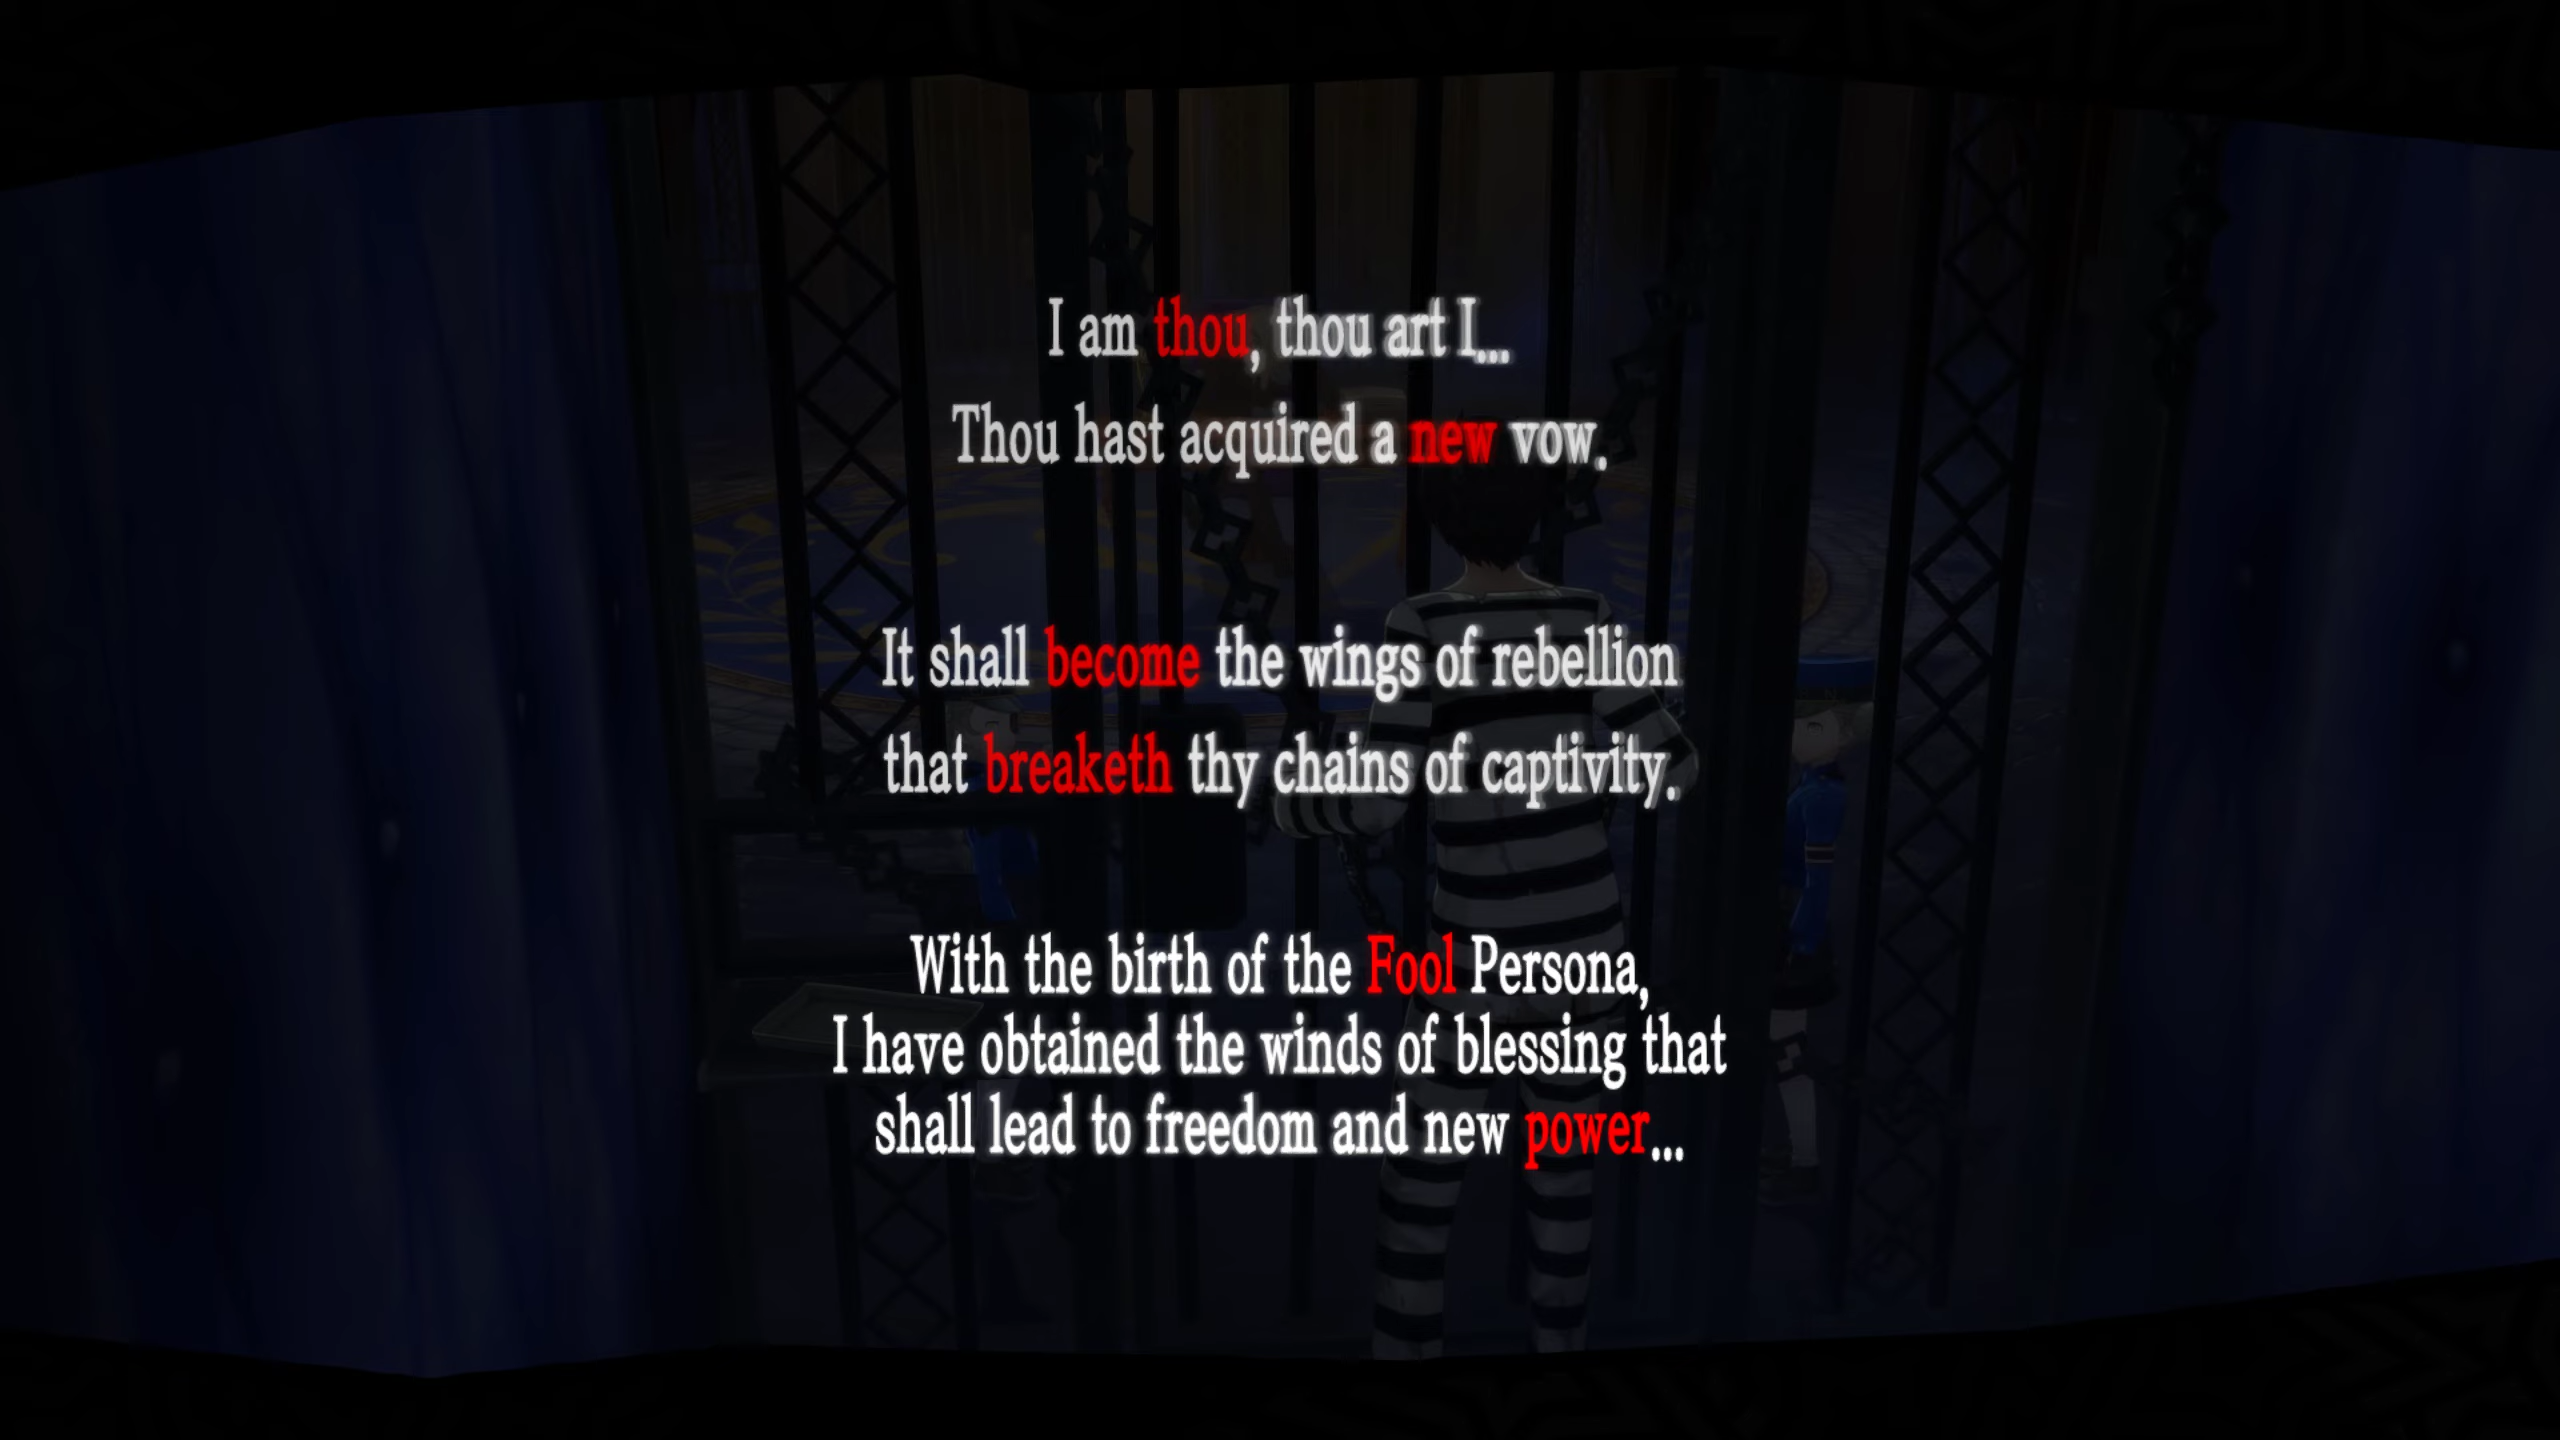 I am thou, thou art I...
Thou hast acquired a new vow.
It shall become the wings of rebellion
that breaketh thy chains of captivity.
With the birth of the Fool Persona,
I have obtained the winds of blessing that
shall lead to freedom and new power...